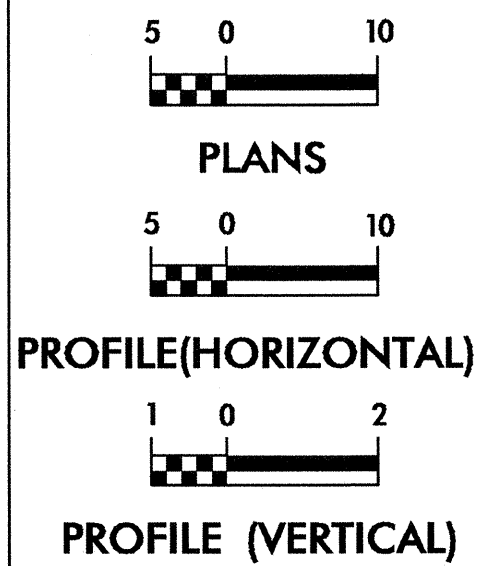 5 0 10
PLANS
5 0 10
PROFILE(HORIZONTAL)
1 0 2
PROFILE (VERTICAL)